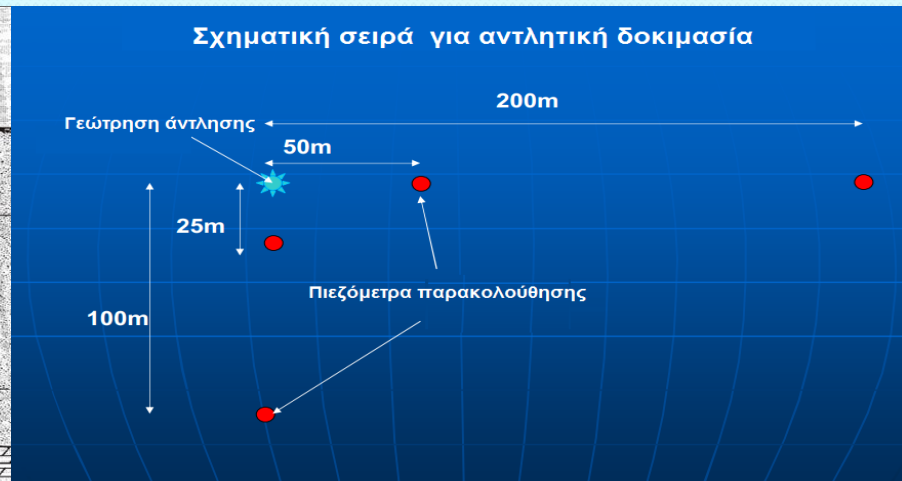 Σχηματική σειρά για αντλητική δοκιμασία
200m
Γεώτρηση άντλησης
50m
25m
Πιεζόμετρα παρακολούθησης
100m